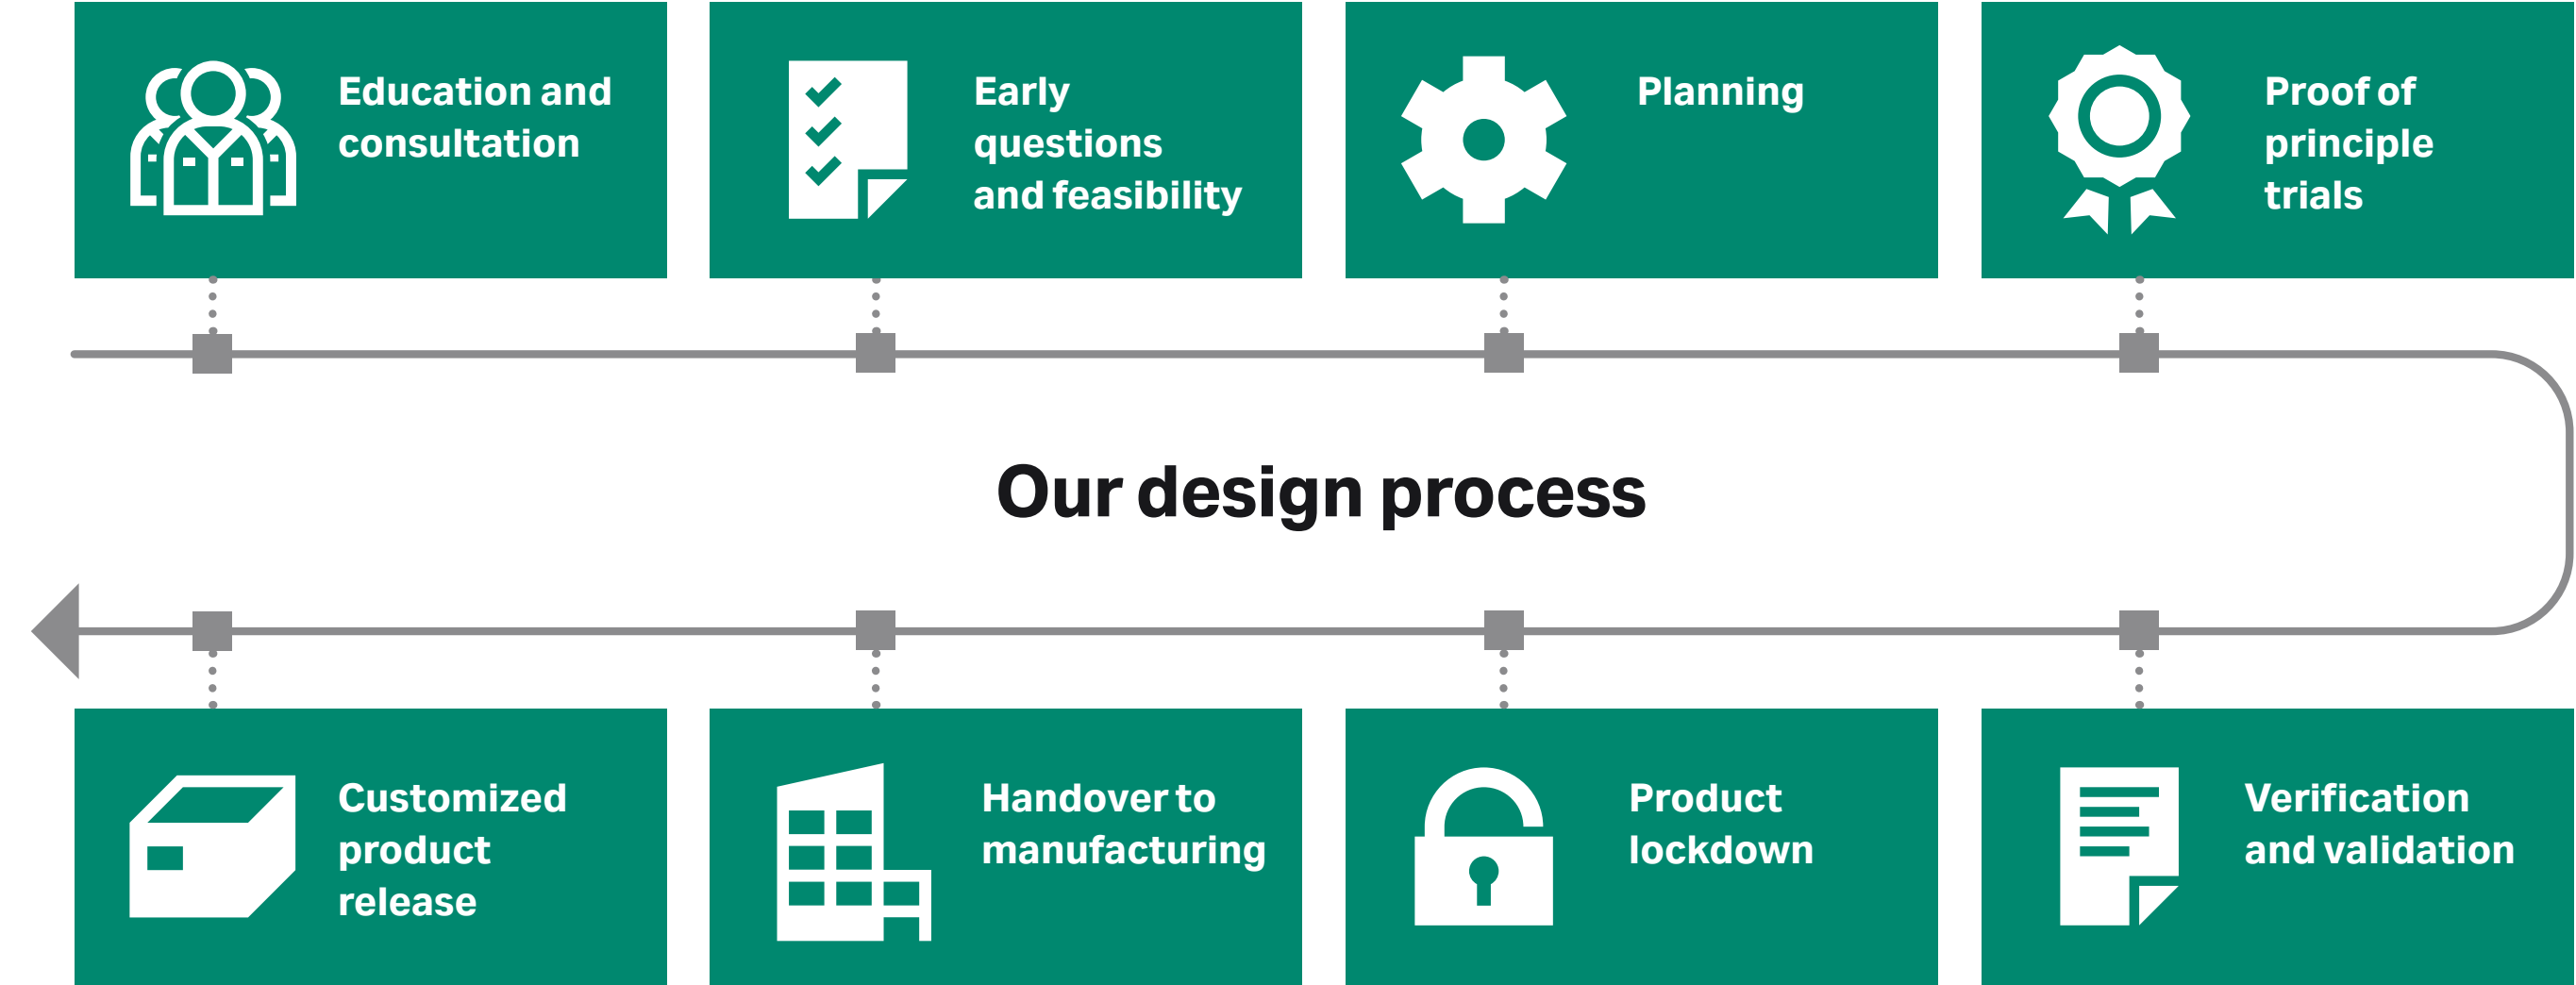 Education and
consultation
Early
questions
and feasibility
Planning
Proof of
principle
trials
Our design process
Customized
product
release
Handover to
manufacturing
Product
lockdown
Verification
and validation